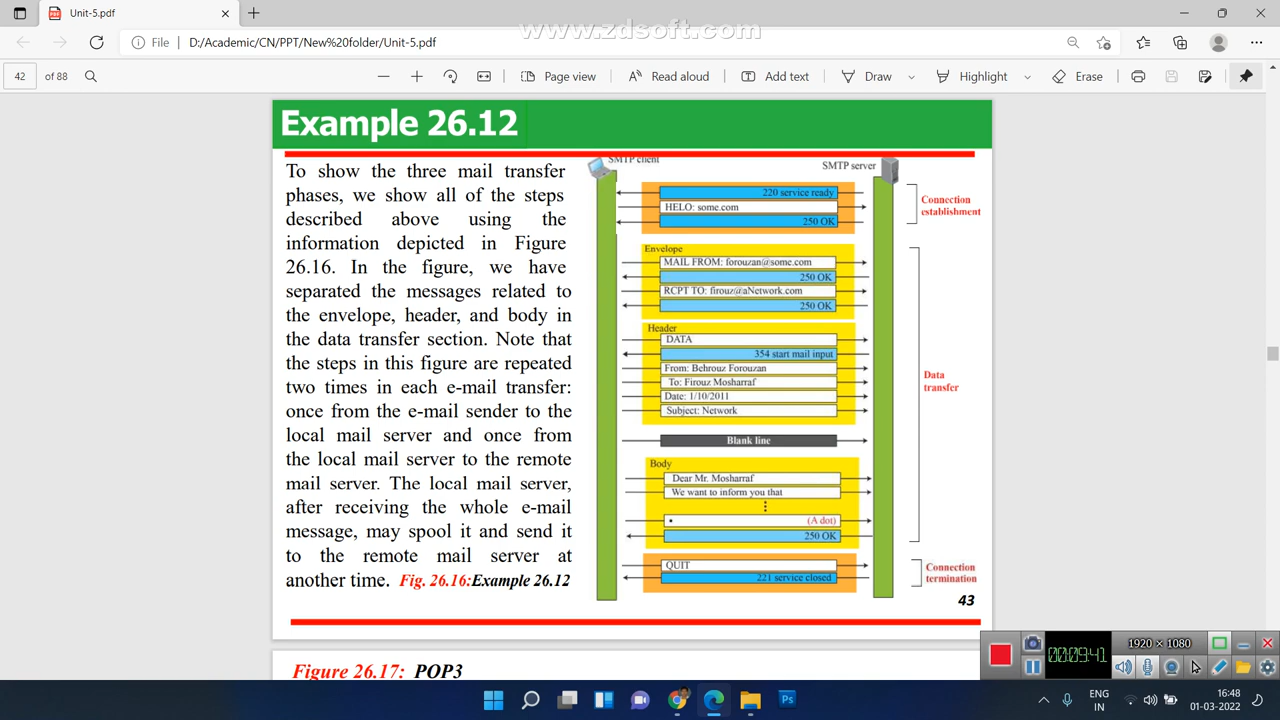 Unit-5.pdf
www.zdsoft.com
File D:/Academic/CN/PPT/New%20folder/Unit-5.pdf
42 of 88 Page view Read aloud Add text Draw Highlight Erase
Example 26.12
To show the three mail transfer
phases, we show all of the steps
described above using the
information depicted in Figure
26.16. In the figure, we have
separated the messages related to
the envelope, header, and body in
the data transfer section. Note that
the steps in this figure are repeated
two times in each e-mail transfer:
once from the e-mail sender to the
local mail server and once from
the local mail server to the remote
mail server. The local mail server,
after receiving the whole e-mail
message, may spool it and send it
to the remote mail server at
another time. Fig. 26.16:Example 26.12
SMTP client
SMTP server
220 service ready
HELO: some.com
250 OK
Connection
establishment
Envelope
MAIL FROM: forouzan@some.com
250 OK
RCPT TO: firouz@aNetwork.com
250 OK
Header
DATA
354 start mail input
From: Behrouz Forouzan
To: Firouz Mosharraf
Date: 1/10/2011
Subject: Network
Data
transfer
Blank line
Body
Dear Mr. Mosharraf
We want to inform you that
(A dot)
250 OK
QUIT
221 service closed
Connection
termination
43
Figure 26.17: POP3
00:09:41
1920 × 1080
ENG
IN
16:48
01-03-2022
Ps